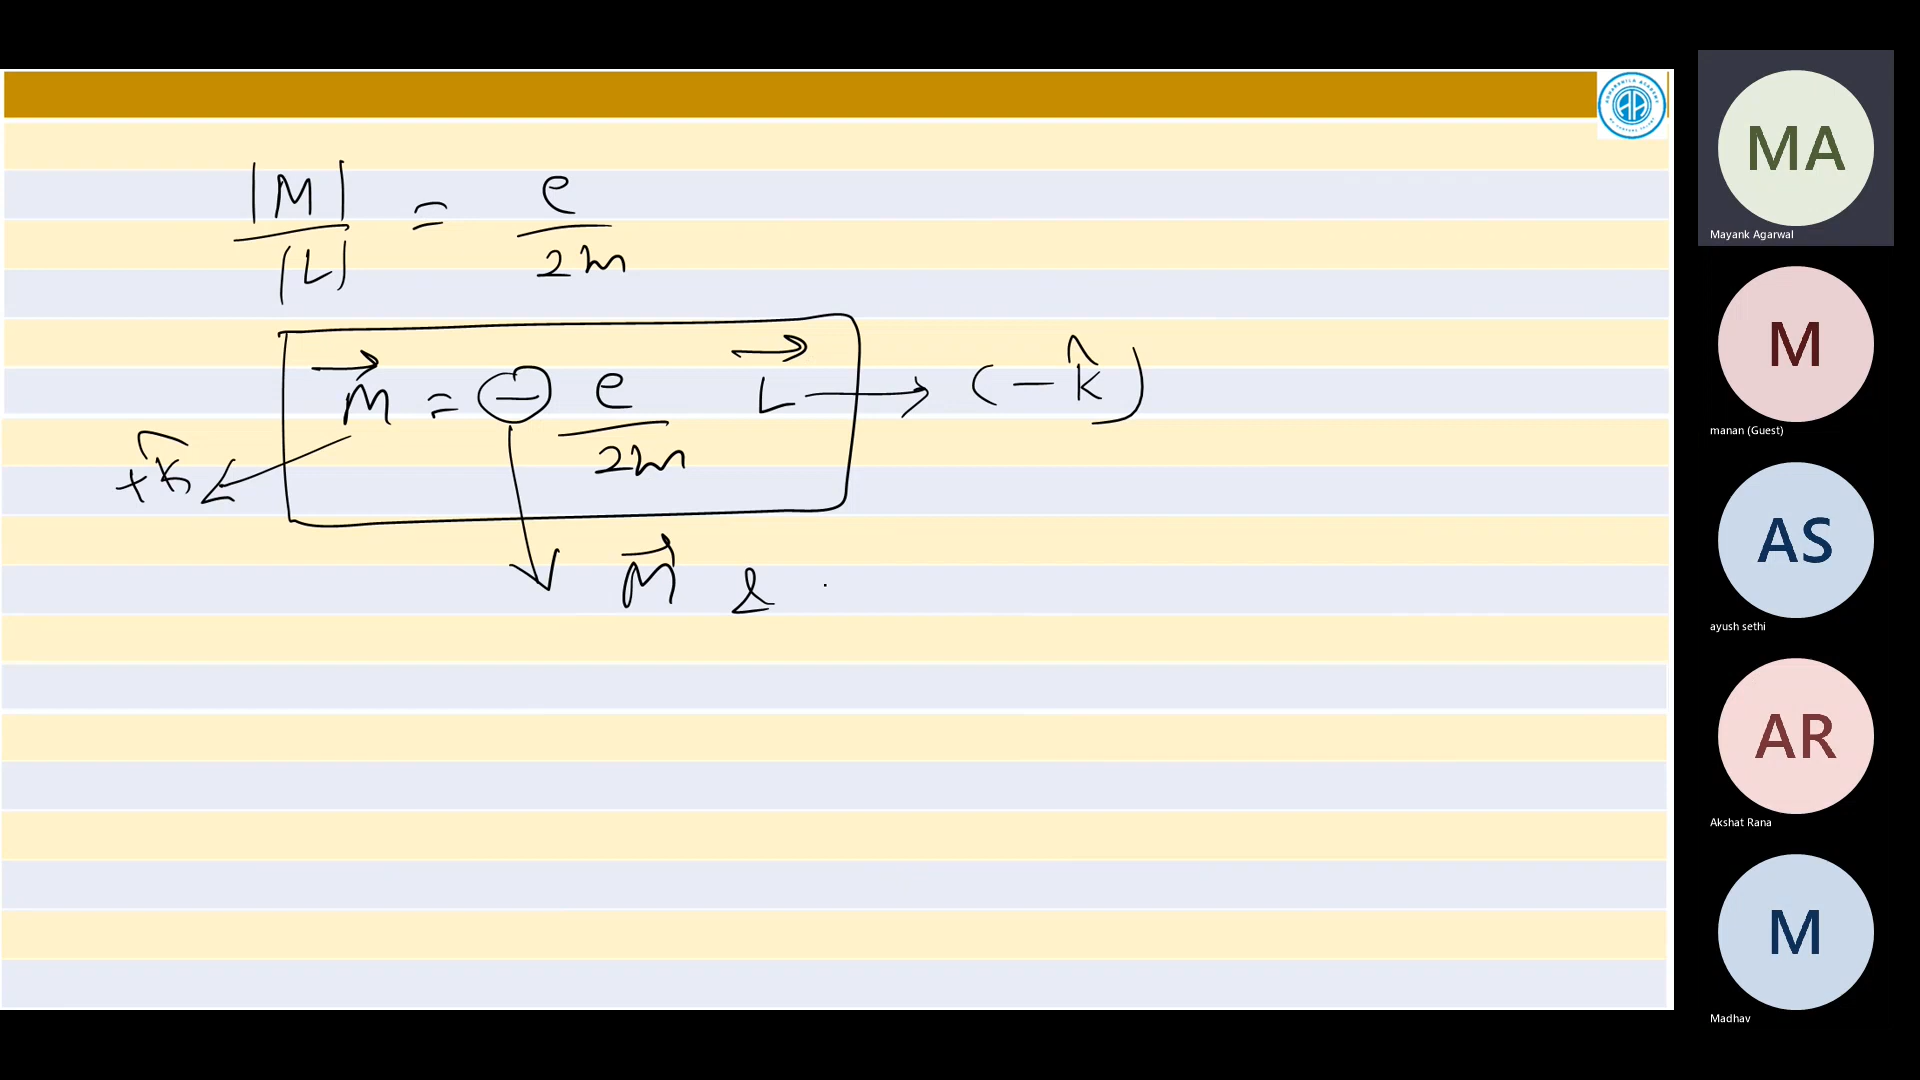 |M| / |L| = e / 2m
M⃗ = ⊖ e / 2m L⃗ → (-k̂)
+k̂
M⃗ &
MA
Mayank Agarwal
M
manan (Guest)
AS
ayush sethi
AR
Akshat Rana
M
Madhav